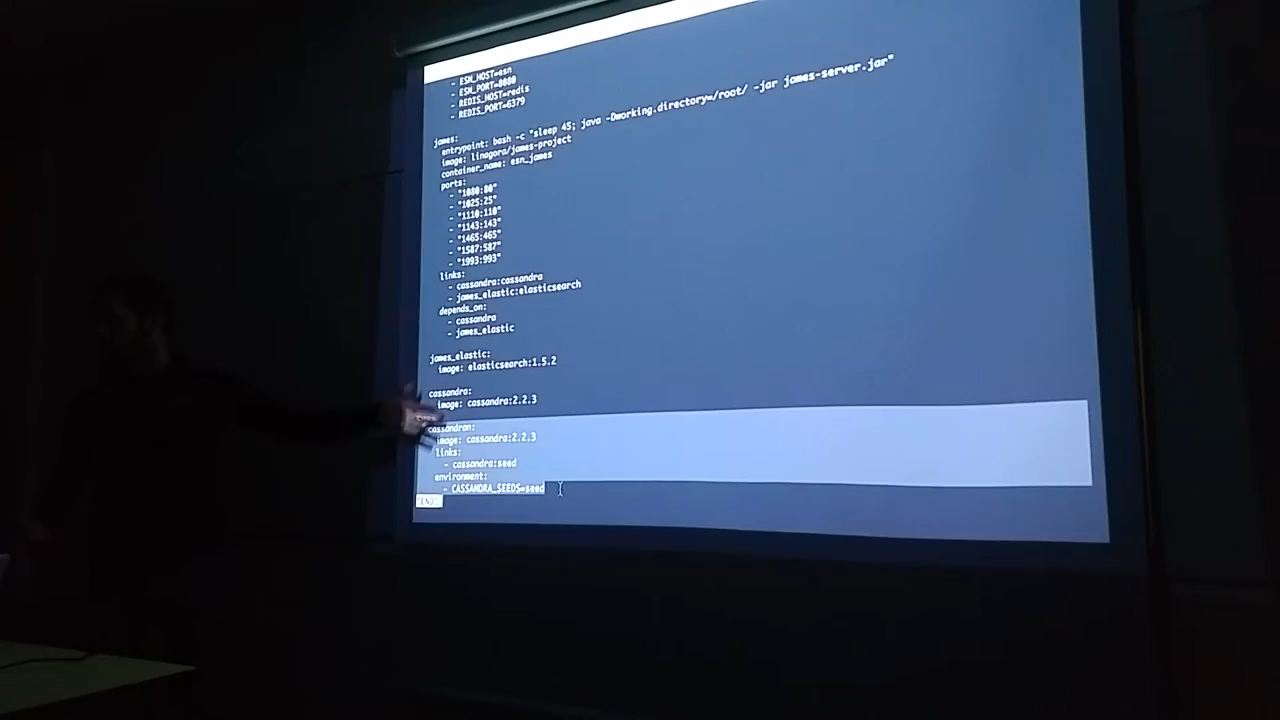 - ESN_HOST=esn
- ESN_PORT=8080
- REDIS_HOST=redis
- REDIS_PORT=6379
james:
entrypoint: bash -c "sleep 45; java -Dworking.directory=/root/ -jar james-server.jar"
image: linagora/james-project
container_name: esn_james
ports:
- "1080:80"
- "1025:25"
- "1110:110"
- "1143:143"
- "1465:465"
- "1587:587"
- "1993:993"
links:
- cassandra:cassandra
- james_elastic:elasticsearch
depends_on:
- cassandra
- james_elastic
james_elastic:
image: elasticsearch:1.5.2
cassandra:
image: cassandra:2.2.3
cassandran:
image: cassandra:2.2.3
links:
- cassandra:seed
environment:
- CASSANDRA_SEEDS=seed
(END)